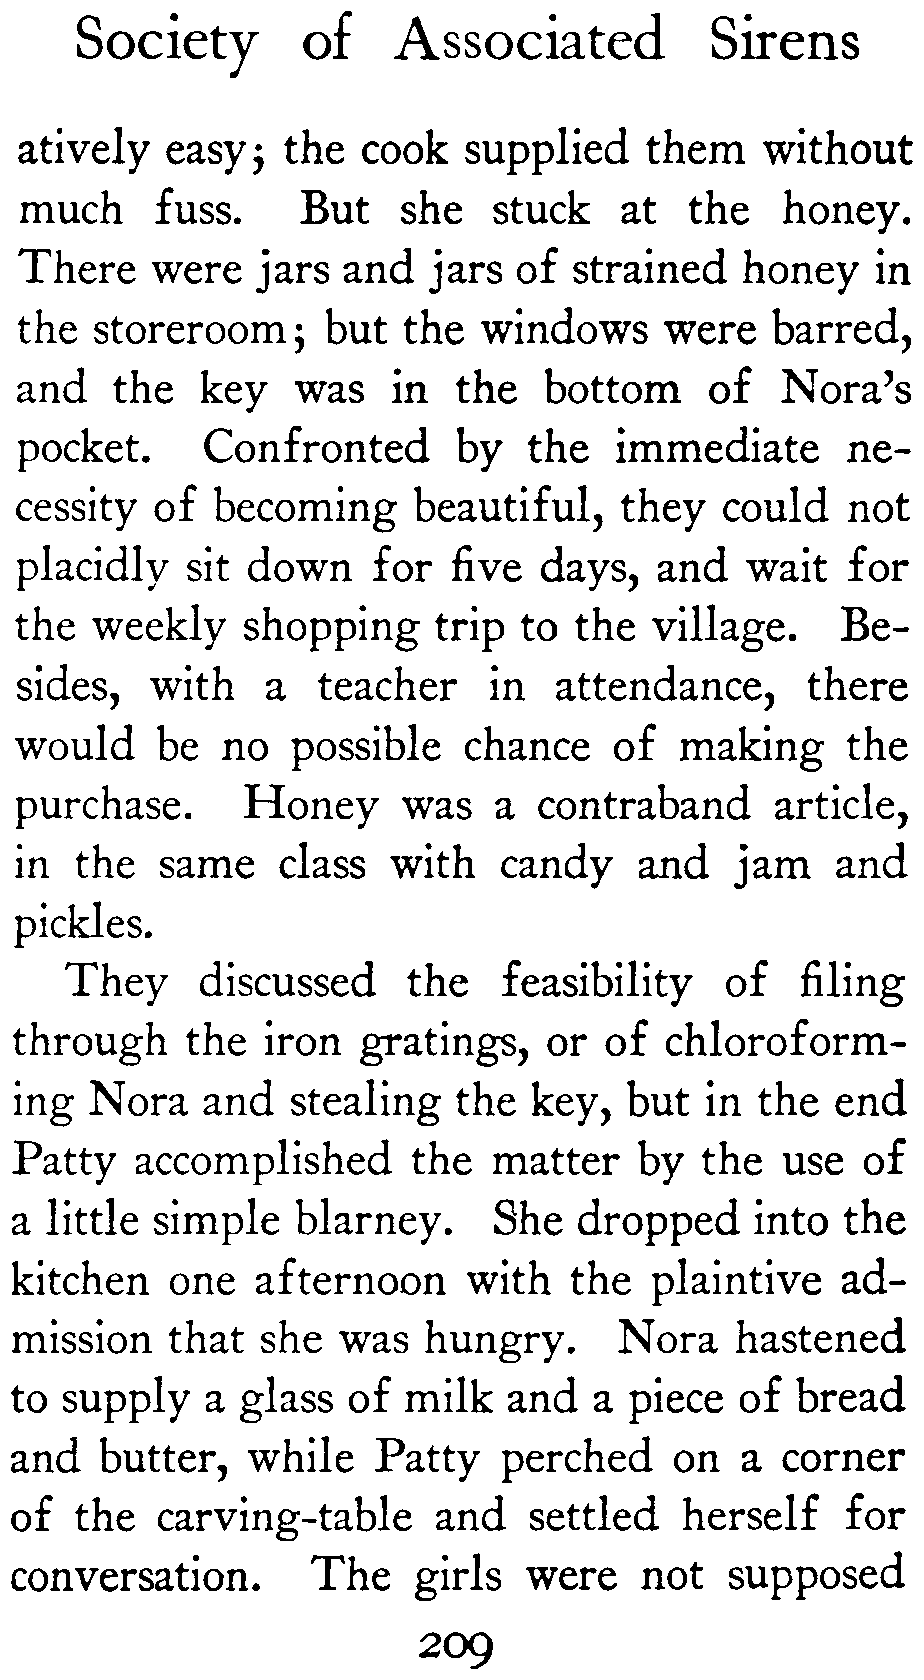 Society of Associated Sirens
atively easy; the cook supplied them without
much fuss. But she stuck at the honey.
There were jars and jars of strained honey in
the storeroom; but the windows were barred,
and the key was in the bottom of Nora's
pocket. Confronted by the immediate ne-
cessity of becoming beautiful, they could not
placidly sit down for five days, and wait for
the weekly shopping trip to the village. Be-
sides, with a teacher in attendance, there
would be no possible chance of making the
purchase. Honey was a contraband article,
in the same class with candy and jam and
pickles.
They discussed the feasibility of filing
through the iron gratings, or of chloroform-
ing Nora and stealing the key, but in the end
Patty accomplished the matter by the use of
a little simple blarney. She dropped into the
kitchen one afternoon with the plaintive ad-
mission that she was hungry. Nora hastened
to supply a glass of milk and a piece of bread
and butter, while Patty perched on a corner
of the carving-table and settled herself for
conversation. The girls were not supposed
209